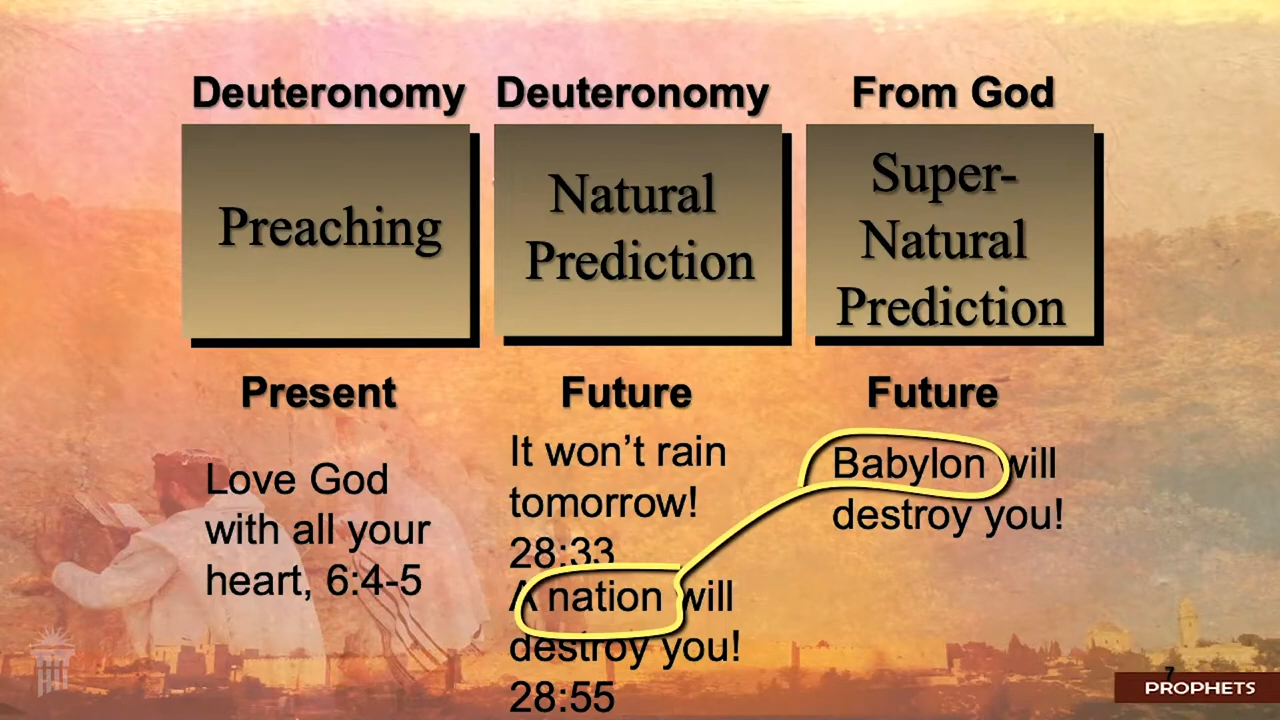 Deuteronomy
Preaching
Present
Love God
with all your
heart, 6:4-5
Deuteronomy
Natural
Prediction
Future
It won’t rain
tomorrow!
28:33
A nation will
destroy you!
28:55
From God
Super-
Natural
Prediction
Future
Babylon will
destroy you!
7
PROPHETS